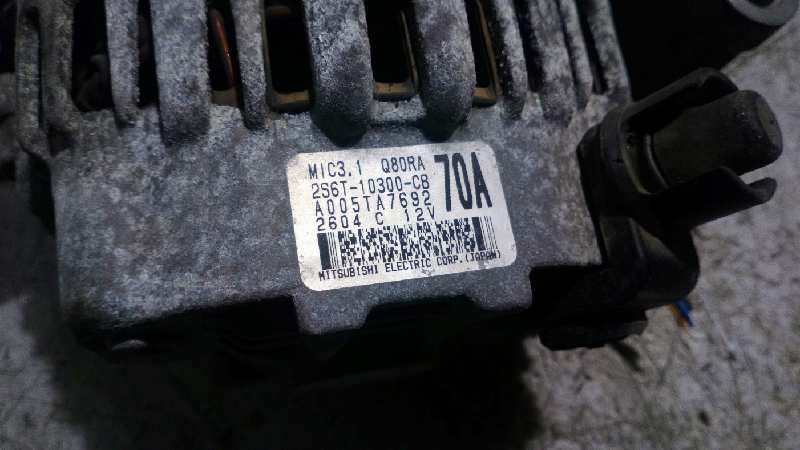 MIC3.1 Q80RA
2S6T-10300-CB 70A
A005TA7692
2604 C 12V
MITSUBISHI ELECTRIC CORP.(JAPAN)